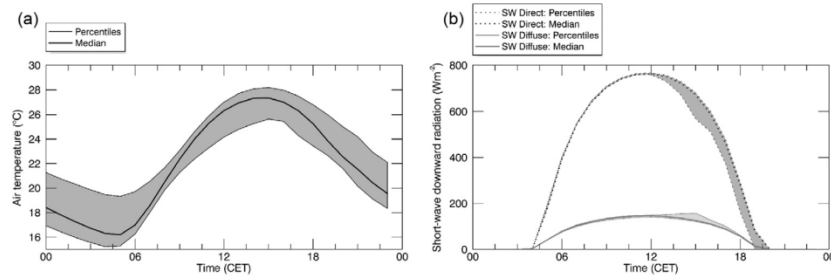 (a)
Percentiles
Median
30
28
26
24
22
20
18
16
Air temperature (°C)
00 06 12 18 00
Time (CET)
(b)
SW Direct: Percentiles
SW Direct: Median
SW Diffuse: Percentiles
SW Diffuse: Median
800
600
400
200
0
Short-wave downward radiation (Wm⁻²)
00 06 12 18 00
Time (CET)